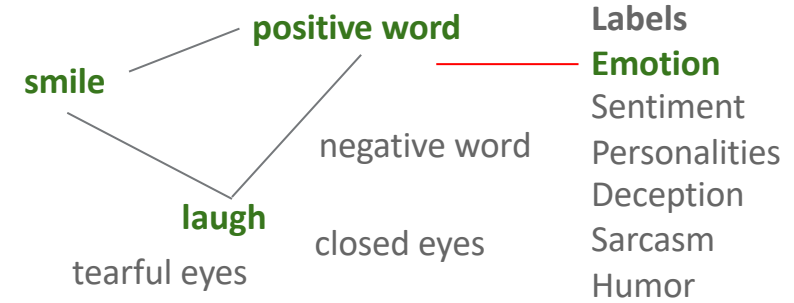 positive word
smile
negative word
laugh
closed eyes
tearful eyes
Labels
Emotion
Sentiment
Personalities
Deception
Sarcasm
Humor